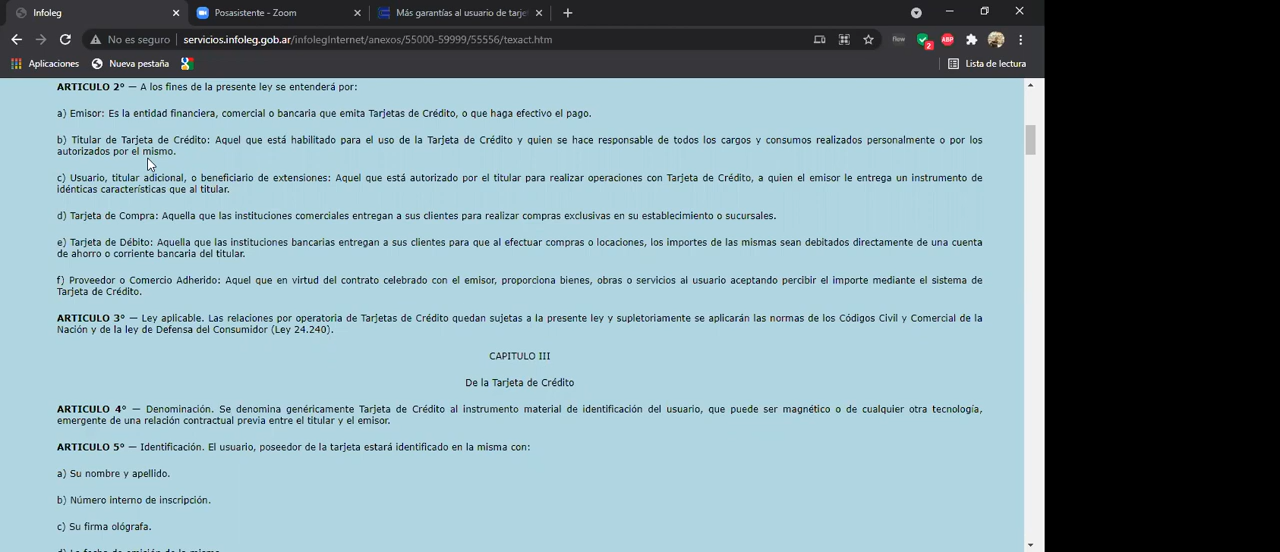 Infoleg
Posasistente - Zoom
Más garantías al usuario de tarje
No es seguro
servicios.infoleg.gob.ar/infolegInternet/anexos/55000-59999/55556/texact.htm
flow
2
ABP
Aplicaciones
Nueva pestaña
Lista de lectura
ARTICULO 2º — A los fines de la presente ley se entenderá por:
a) Emisor: Es la entidad financiera, comercial o bancaria que emita Tarjetas de Crédito, o que haga efectivo el pago.
b) Titular de Tarjeta de Crédito: Aquel que está habilitado para el uso de la Tarjeta de Crédito y quien se hace responsable de todos los cargos y consumos realizados personalmente o por los
autorizados por el mismo.
c) Usuario, titular adicional, o beneficiario de extensiones: Aquel que está autorizado por el titular para realizar operaciones con Tarjeta de Crédito, a quien el emisor le entrega un instrumento de
idénticas características que al titular.
d) Tarjeta de Compra: Aquella que las instituciones comerciales entregan a sus clientes para realizar compras exclusivas en su establecimiento o sucursales.
e) Tarjeta de Débito: Aquella que las instituciones bancarias entregan a sus clientes para que al efectuar compras o locaciones, los importes de las mismas sean debitados directamente de una cuenta
de ahorro o corriente bancaria del titular.
f) Proveedor o Comercio Adherido: Aquel que en virtud del contrato celebrado con el emisor, proporciona bienes, obras o servicios al usuario aceptando percibir el importe mediante el sistema de
Tarjeta de Crédito.
ARTICULO 3º — Ley aplicable. Las relaciones por operatoria de Tarjetas de Crédito quedan sujetas a la presente ley y supletoriamente se aplicarán las normas de los Códigos Civil y Comercial de la
Nación y de la ley de Defensa del Consumidor (Ley 24.240).
CAPITULO III
De la Tarjeta de Crédito
ARTICULO 4º — Denominación. Se denomina genéricamente Tarjeta de Crédito al instrumento material de identificación del usuario, que puede ser magnético o de cualquier otra tecnología,
emergente de una relación contractual previa entre el titular y el emisor.
ARTICULO 5º — Identificación. El usuario, poseedor de la tarjeta estará identificado en la misma con:
a) Su nombre y apellido.
b) Número interno de inscripción.
c) Su firma ológrafa.
d) La fecha de emisión de la misma.